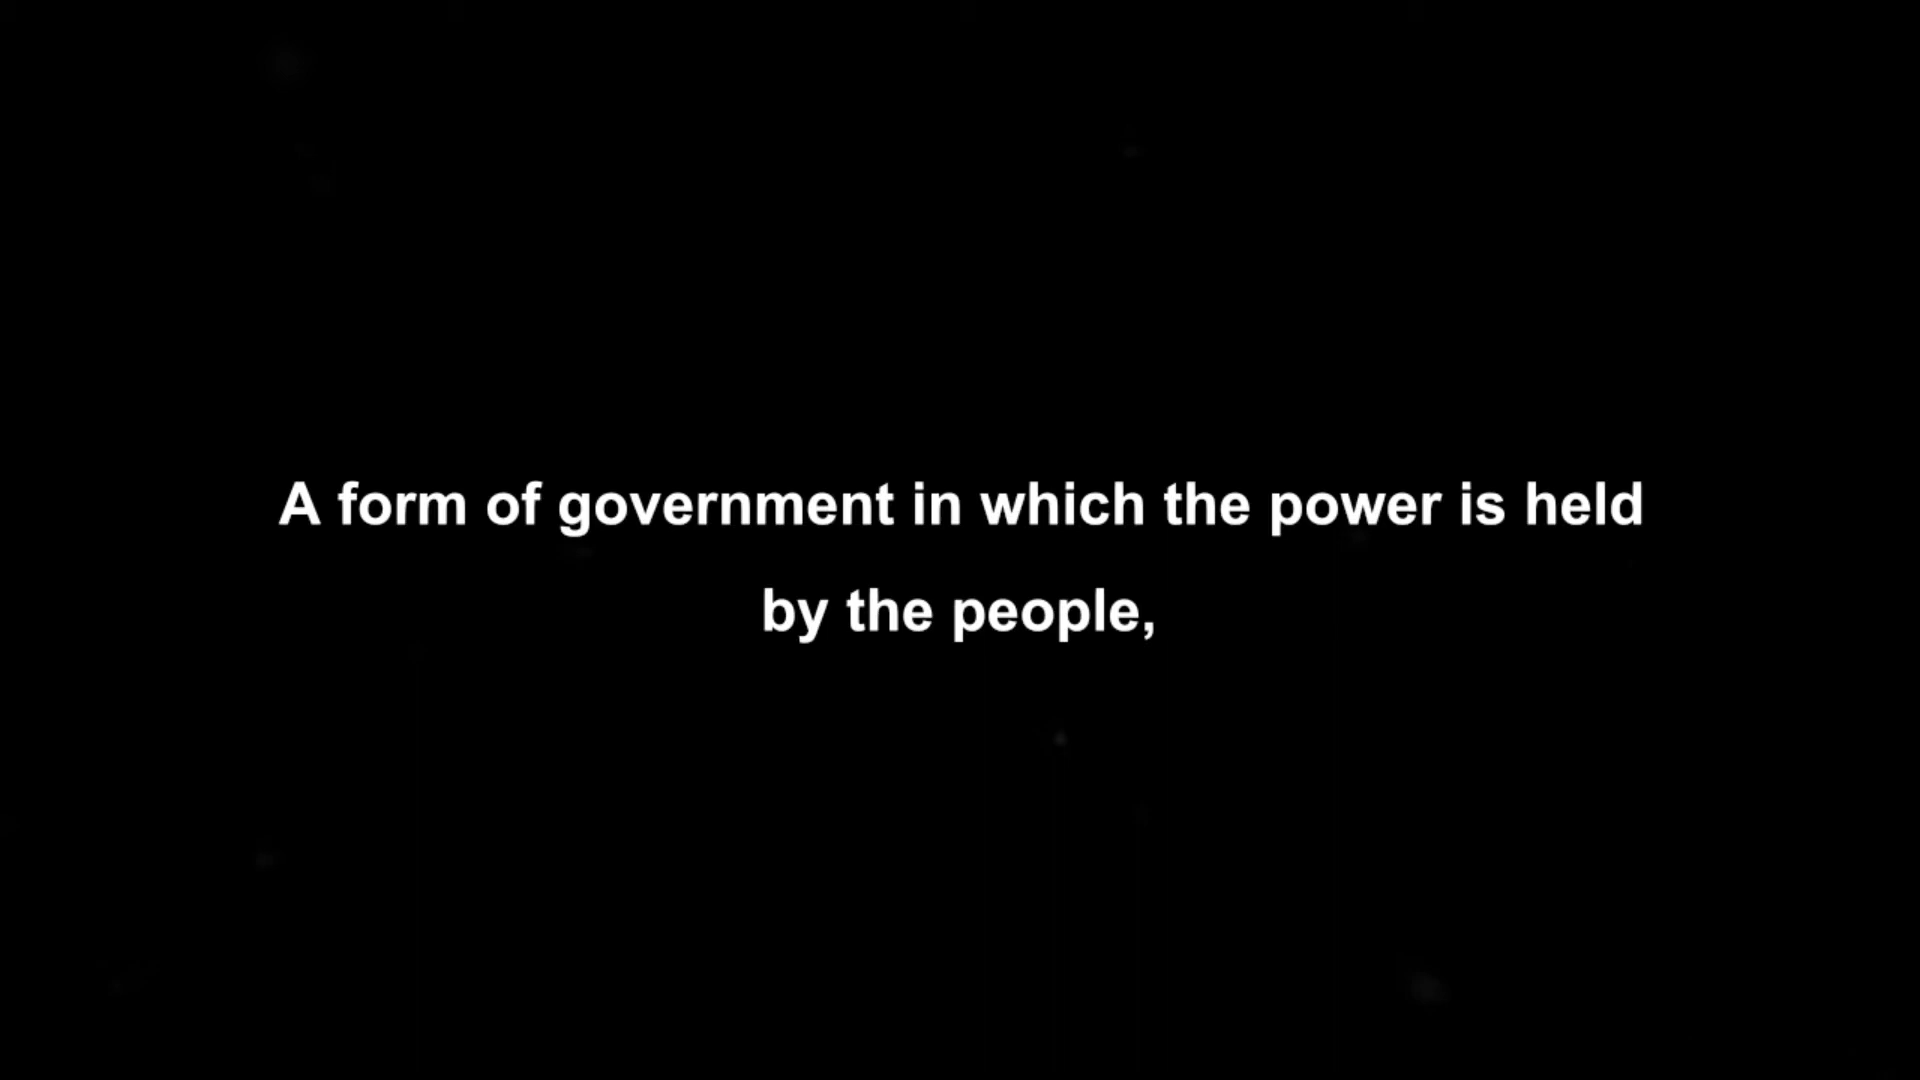 A form of government in which the power is held
by the people,